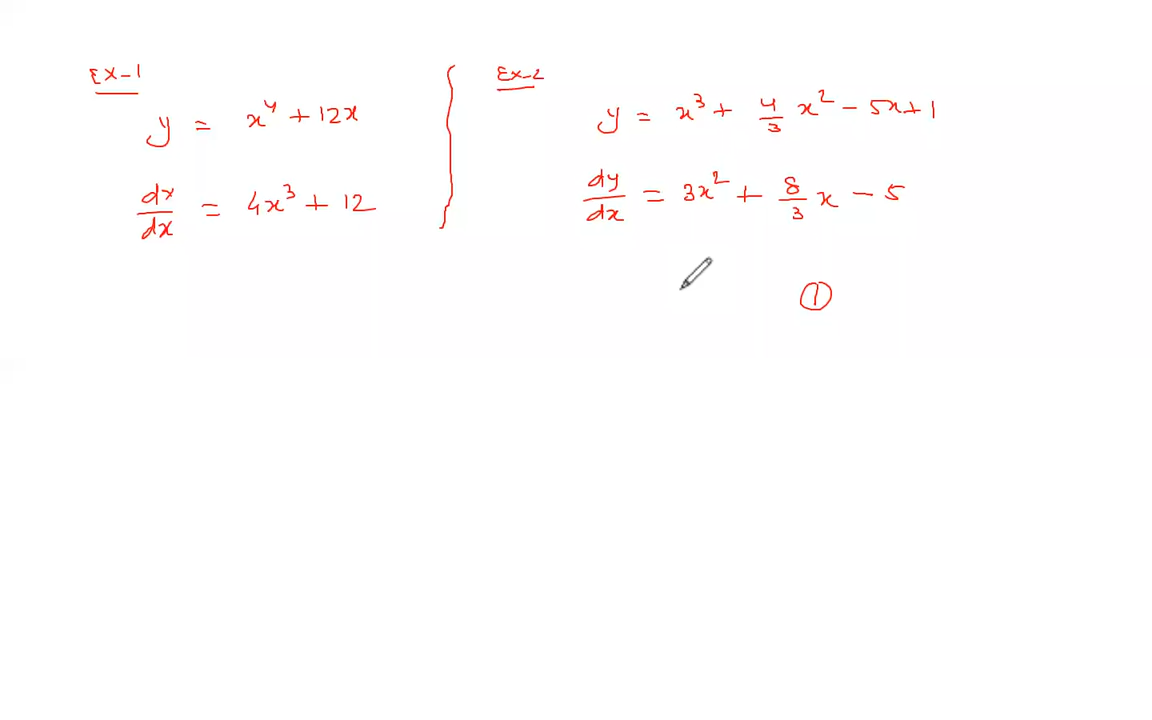 Ex-1
y = x⁴ + 12x
dx/dx = 4x³ + 12
Ex-2
y = x³ + 4/3 x² - 5x + 1
dy/dx = 3x² + 8/3 x - 5
①